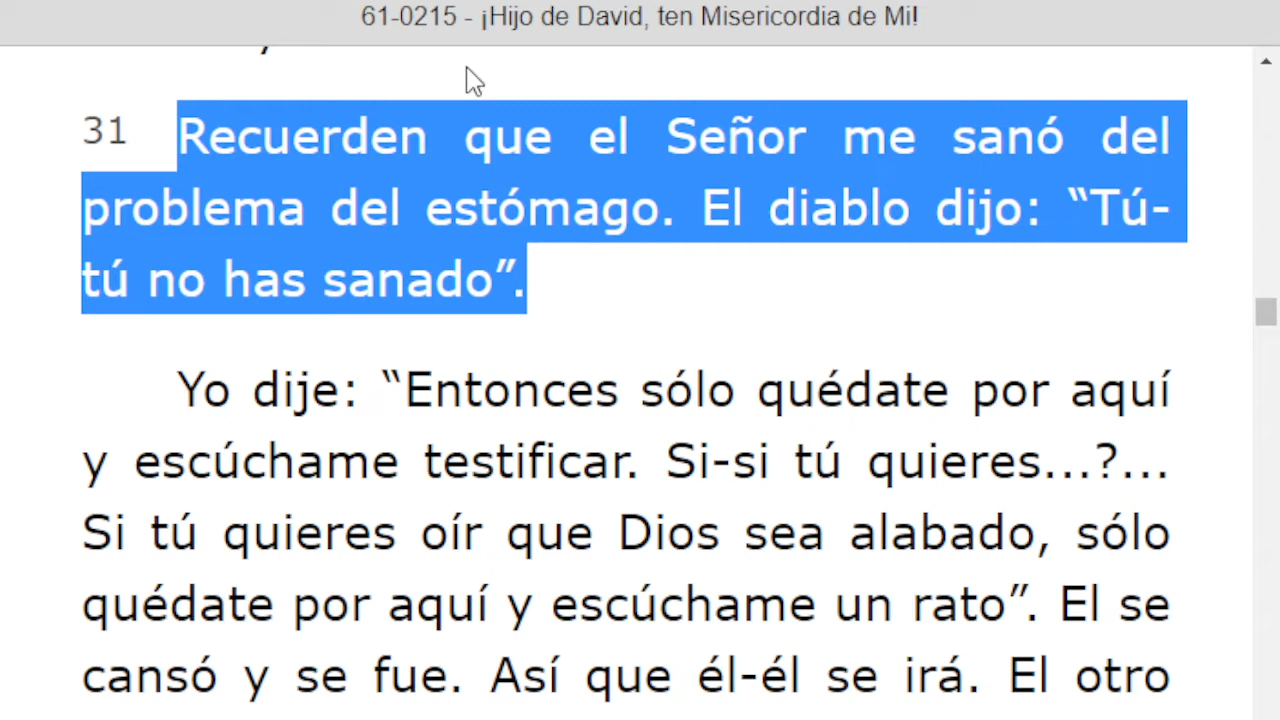 61-0215 - ¡Hijo de David, ten Misericordia de Mi!
31 Recuerden que el Señor me sanó del
problema del estómago. El diablo dijo: “Tú-
tú no has sanado”.
Yo dije: “Entonces sólo quédate por aquí
y escúchame testificar. Si-si tú quieres...?...
Si tú quieres oír que Dios sea alabado, sólo
quédate por aquí y escúchame un rato”. El se
cansó y se fue. Así que él-él se irá. El otro